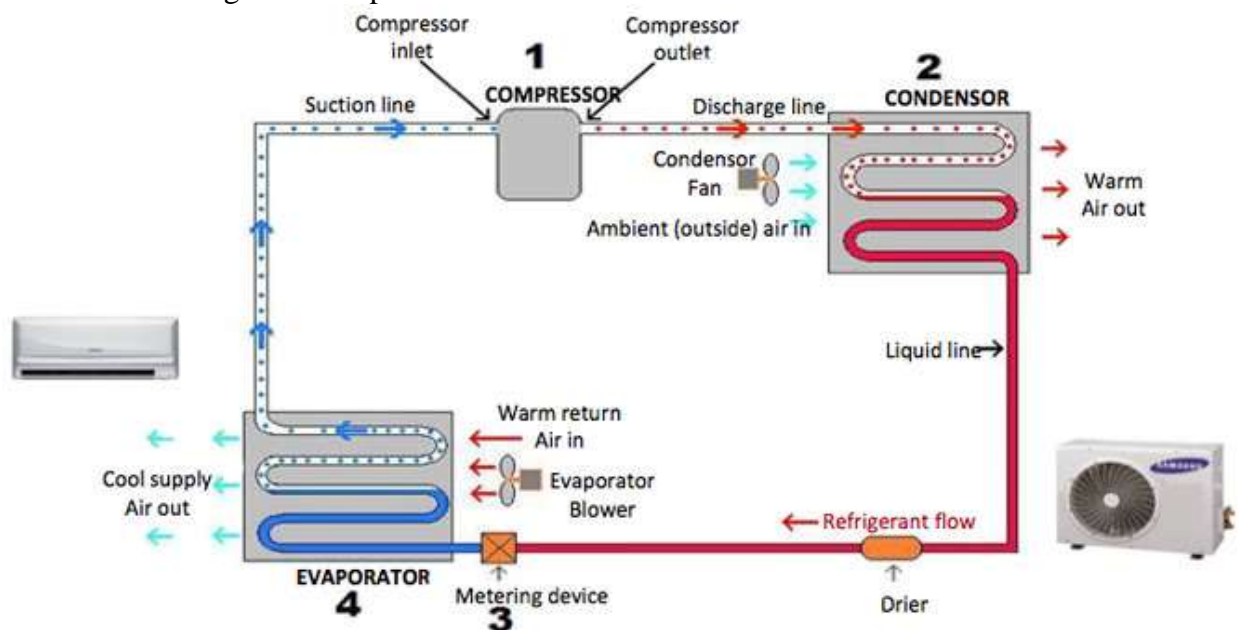 Compressor
inlet
Compressor
outlet
1
COMPRESSOR
2
CONDENSOR
Suction line
Discharge line
Condensor
Fan
Ambient (outside) air in
Warm
Air out
Liquid line
Warm return
Air in
Cool supply
Air out
Evaporator
Blower
SAMSUNG
Refrigerant flow
EVAPORATOR
4
Metering device
3
Drier